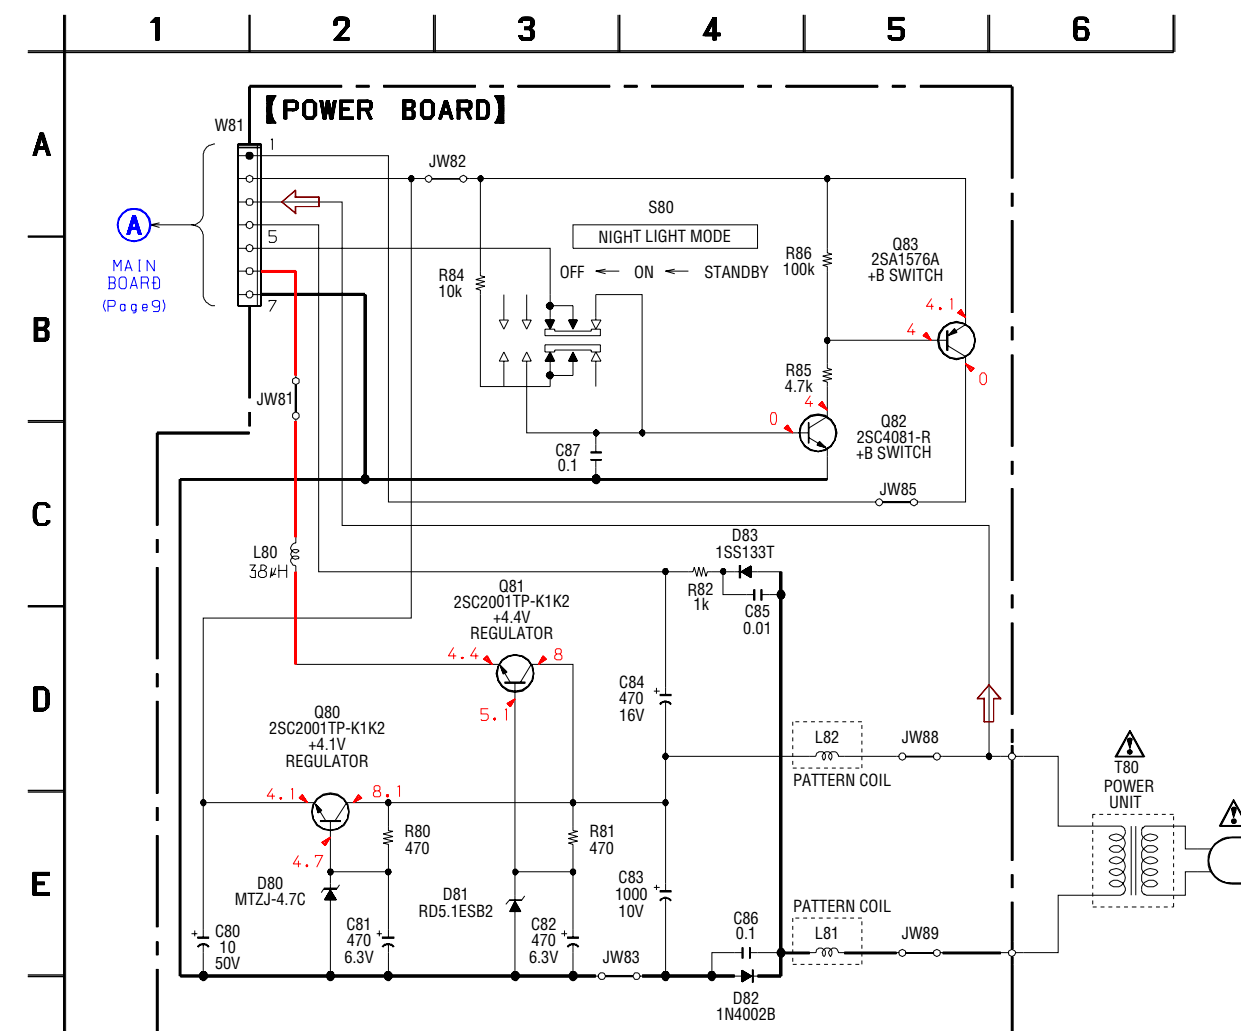 1 2 3 4 5 6
【POWER BOARD】
W81
1
A
JW82
S80
NIGHT LIGHT MODE
OFF ON STANDBY
A
5
MAIN
BOARD
(Page9)
7
R84
10k
R86
100k
Q83
2SA1576A
+B SWITCH
4.1
4
0
B
R85
4.7k
4
0
Q82
2SC4081-R
+B SWITCH
JW81
C87
0.1
JW85
C
L80
38μH
D83
1SS133T
R82
1k
C85
0.01
Q81
2SC2001TP-K1K2
+4.4V
REGULATOR
4.4
8
5.1
D
C84
470
16V
Q80
2SC2001TP-K1K2
+4.1V
REGULATOR
4.1
8.1
4.7
L82
PATTERN COIL
JW88
T80
POWER
UNIT
R80
470
R81
470
E
D80
MTZJ-4.7C
D81
RD5.1ESB2
C83
1000
10V
PATTERN COIL
L81
JW89
C80
10
50V
C81
470
6.3V
C82
470
6.3V
JW83
C86
0.1
D82
1N4002B